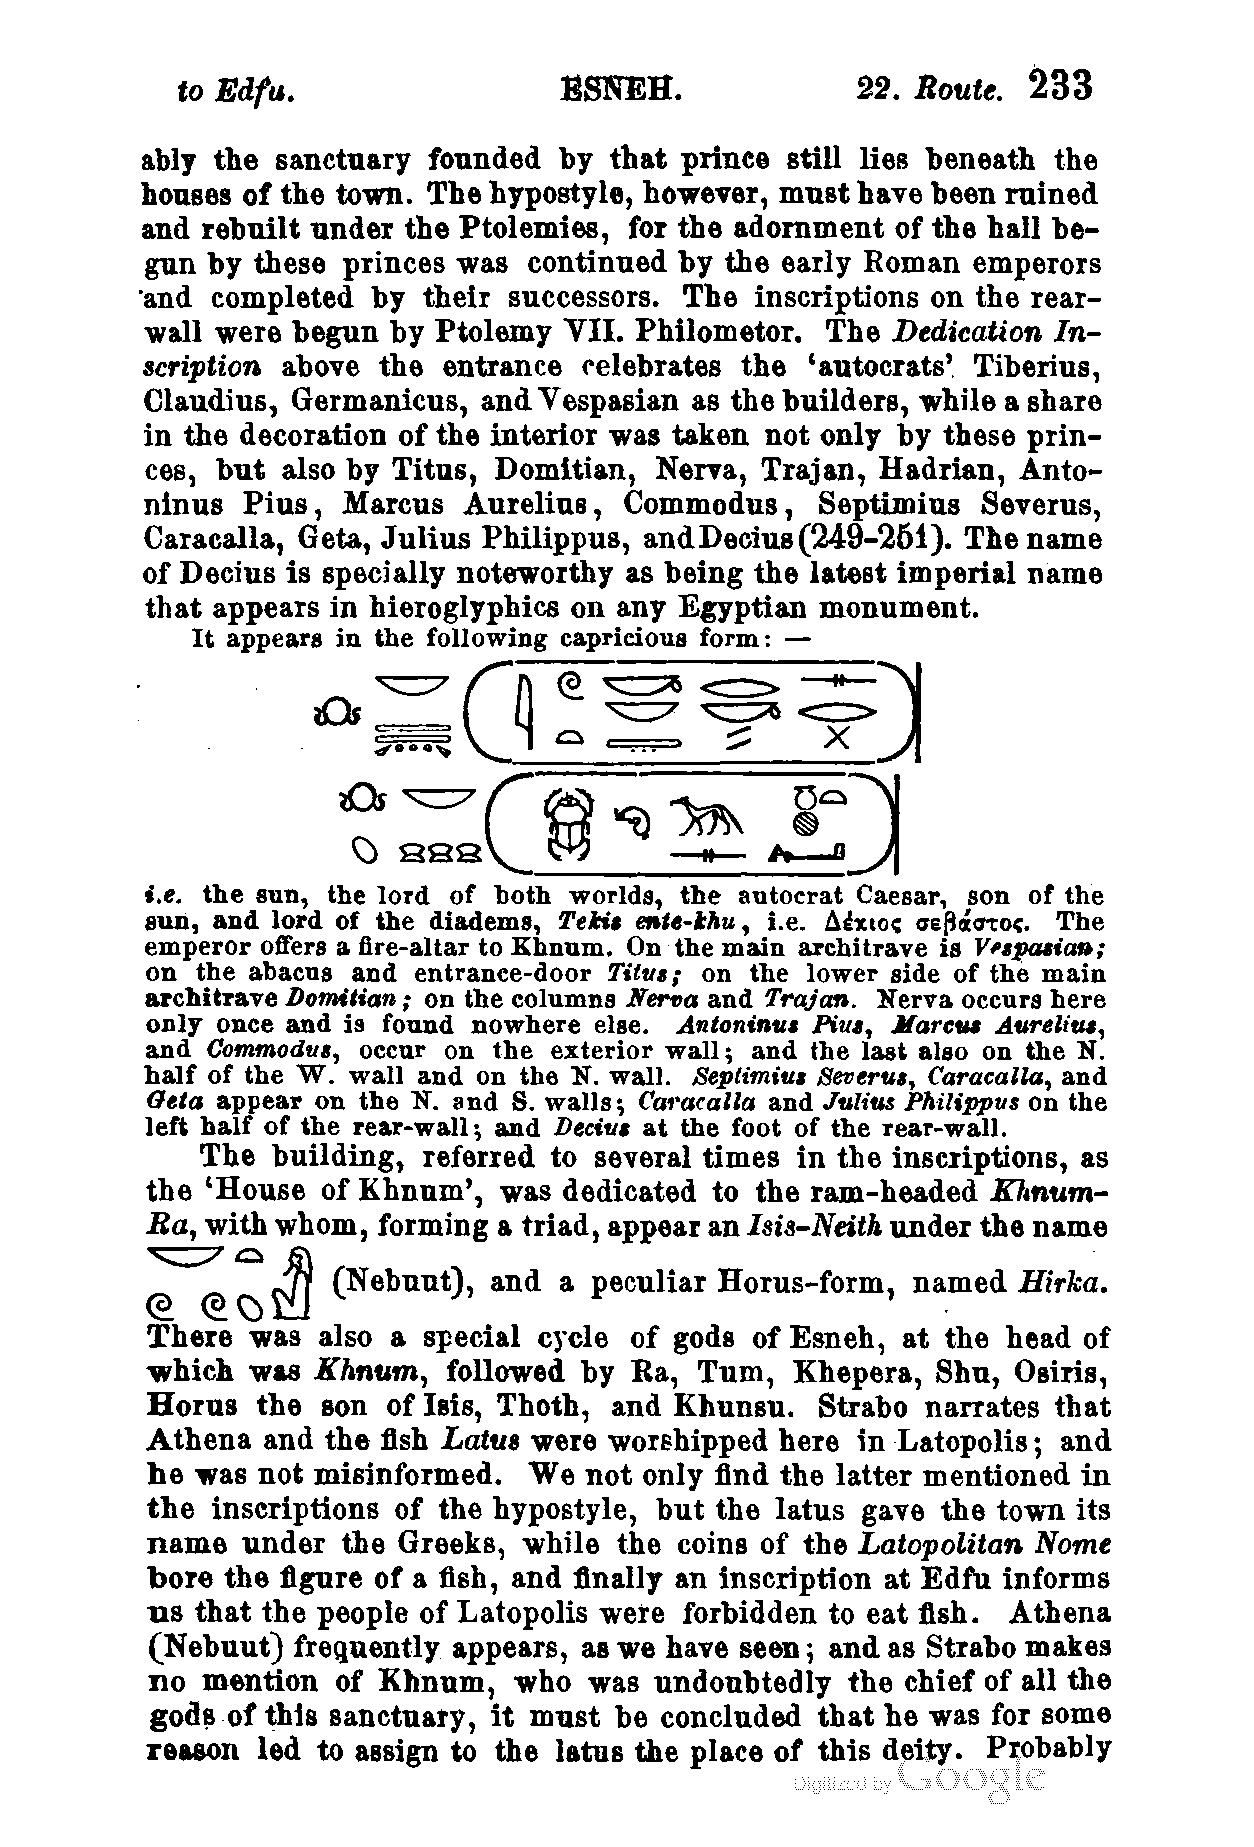 to Edfu. ESNEH. 22. Route. 233
ably the sanctuary founded by that prince still lies beneath the
houses of the town. The hypostyle, however, must have been ruined
and rebuilt under the Ptolemies, for the adornment of the hall be-
gun by these princes was continued by the early Roman emperors
and completed by their successors. The inscriptions on the rear-
wall were begun by Ptolemy VII. Philometor. The Dedication In-
scription above the entrance celebrates the ‘autocrats’ Tiberius,
Claudius, Germanicus, and Vespasian as the builders, while a share
in the decoration of the interior was taken not only by these prin-
ces, but also by Titus, Domitian, Nerva, Trajan, Hadrian, Anto-
ninus Pius, Marcus Aurelius, Commodus, Septimius Severus,
Caracalla, Geta, Julius Philippus, and Decius (249-251). The name
of Decius is specially noteworthy as being the latest imperial name
that appears in hieroglyphics on any Egyptian monument.
It appears in the following capricious form: —
i.e. the sun, the lord of both worlds, the autocrat Caesar, son of the
sun, and lord of the diadems, Tekis ente-khu, i.e. Δέκιος σεβάστος. The
emperor offers a fire-altar to Khnum. On the main architrave is Vespasian;
on the abacus and entrance-door Titus; on the lower side of the main
architrave Domitian; on the columns Nerva and Trajan. Nerva occurs here
only once and is found nowhere else. Antoninus Pius, Marcus Aurelius,
and Commodus, occur on the exterior wall; and the last also on the N.
half of the W. wall and on the N. wall. Septimius Severus, Caracalla, and
Geta appear on the N. and S. walls; Caracalla and Julius Philippus on the
left half of the rear-wall; and Decius at the foot of the rear-wall.
The building, referred to several times in the inscriptions, as
the ‘House of Khnum’, was dedicated to the ram-headed Khnum-
Ra, with whom, forming a triad, appear an Isis-Neith under the name
(Nebuut), and a peculiar Horus-form, named Hirka.
There was also a special cycle of gods of Esneh, at the head of
which was Khnum, followed by Ra, Tum, Khepera, Shu, Osiris,
Horus the son of Isis, Thoth, and Khunsu. Strabo narrates that
Athena and the fish Latus were worshipped here in Latopolis; and
he was not misinformed. We not only find the latter mentioned in
the inscriptions of the hypostyle, but the latus gave the town its
name under the Greeks, while the coins of the Latopolitan Nome
bore the figure of a fish, and finally an inscription at Edfu informs
us that the people of Latopolis were forbidden to eat fish. Athena
(Nebuut) frequently appears, as we have seen; and as Strabo makes
no mention of Khnum, who was undoubtedly the chief of all the
gods of this sanctuary, it must be concluded that he was for some
reason led to assign to the latus the place of this deity. Probably
Digitized by Google